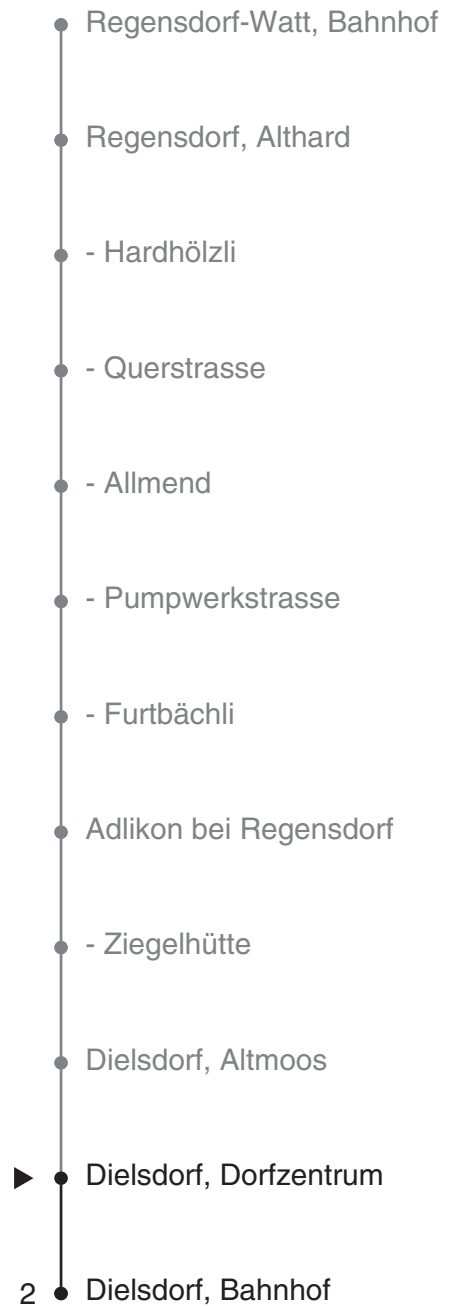 Regensdorf-Watt, Bahnhof
Regensdorf, Althard
- Hardhölzli
- Querstrasse
- Allmend
- Pumpwerkstrasse
- Furtbächli
Adlikon bei Regensdorf
- Ziegelhütte
Dielsdorf, Altmoos
Dielsdorf, Dorfzentrum
2 Dielsdorf, Bahnhof